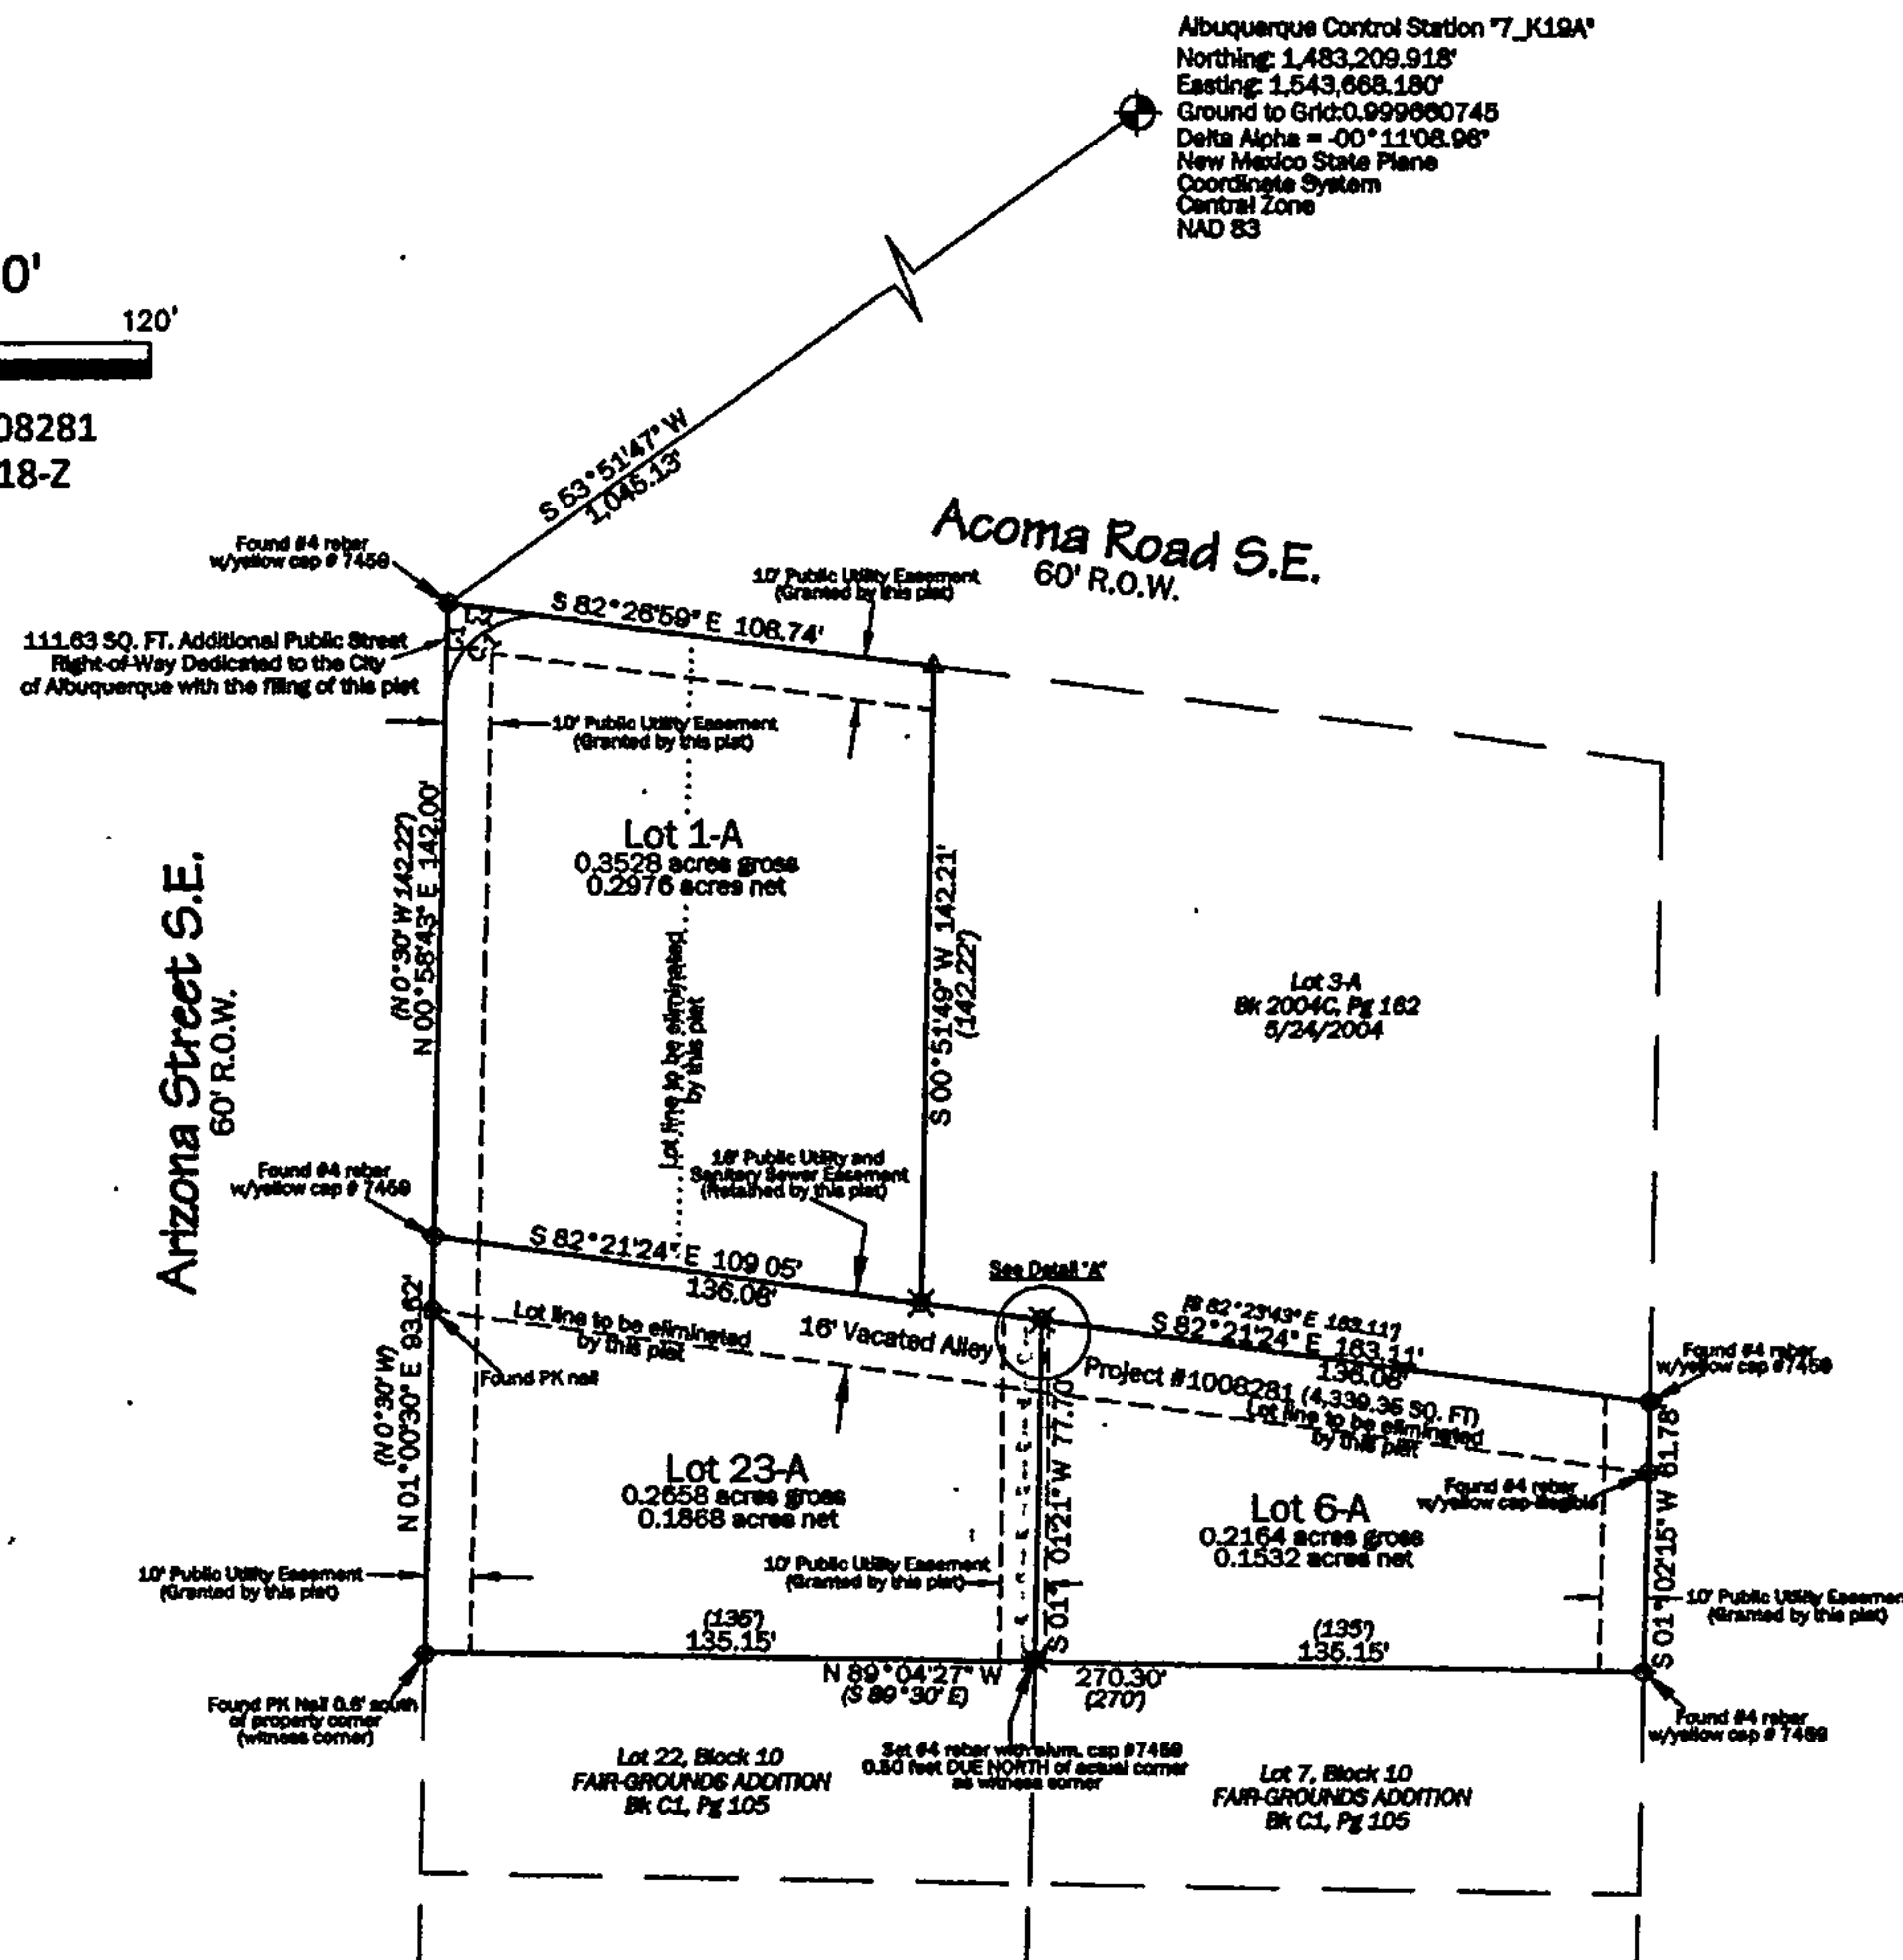 Albuquerque Control Station "7_K19A"
Northing: 1,483,209.918'
Easting: 1,543,668.180'
Ground to Grid:0.999660745
Delta Alpha = -00°11'08.96"
New Mexico State Plane
Coordinate System
Central Zone
NAD 83
0'
120'
08281
18-Z
S 53°51'47" W
1,045.13'
Acoma Road S.E.
60' R.O.W.
Found #4 rebar
w/yellow cap # 7459
10' Public Utility Easement
(Granted by this plat)
S 82°26'59" E 108.74'
111.63 SQ. FT. Additional Public Street
Right-of-Way Dedicated to the City
of Albuquerque with the filing of this plat
L1
10' Public Utility Easement
(Granted by this plat)
Lot 1-A
0.3528 acres gross
0.2976 acres net
(N 0°30' W 142.22')
N 00°58'43" E 142.00'
S 00°51'49" W 142.21'
(142.22')
Lot line to be eliminated
by this plat
Lot 3-A
Bk 2004C, Pg 162
5/24/2004
Arizona Street S.E.
60' R.O.W.
Found #4 rebar
w/yellow cap # 7459
16' Public Utility and
Sanitary Sewer Easement
(Retained by this plat)
S 82°21'24" E 109.05'
136.08'
See Detail "A"
(S 82°23'43" E 163.11')
S 82°21'24" E 163.11'
136.08'
Found #4 rebar
w/yellow cap #7459
Lot line to be eliminated
by this plat
16' Vacated Alley
Project #1008281 (4,339.36 SQ. FT)
Lot line to be eliminated
by this plat
Found PK nail
(N 0°30' W)
N 01°00'30" E 93.62'
S 01°01'21" W 77.70'
S 01°02'15" W 61.78'
Lot 23-A
0.2658 acres gross
0.1868 acres net
Lot 6-A
0.2164 acres gross
0.1532 acres net
Found #4 rebar
w/yellow cap-illegible
10' Public Utility Easement
(Granted by this plat)
10' Public Utility Easement
(Granted by this plat)
10' Public Utility Easement
(Granted by this plat)
(135')
135.15'
(135')
135.15'
N 89°04'27" W 270.30'
(S 89°30' E) (270')
Found PK Nail 0.6' south
of property corner
(witness corner)
Set #4 rebar with alum. cap #7459
0.50 feet DUE NORTH of actual corner
as witness corner
Found #4 rebar
w/yellow cap # 7459
Lot 22, Block 10
FAIR-GROUNDS ADDITION
Bk C1, Pg 105
Lot 7, Block 10
FAIR-GROUNDS ADDITION
Bk C1, Pg 105